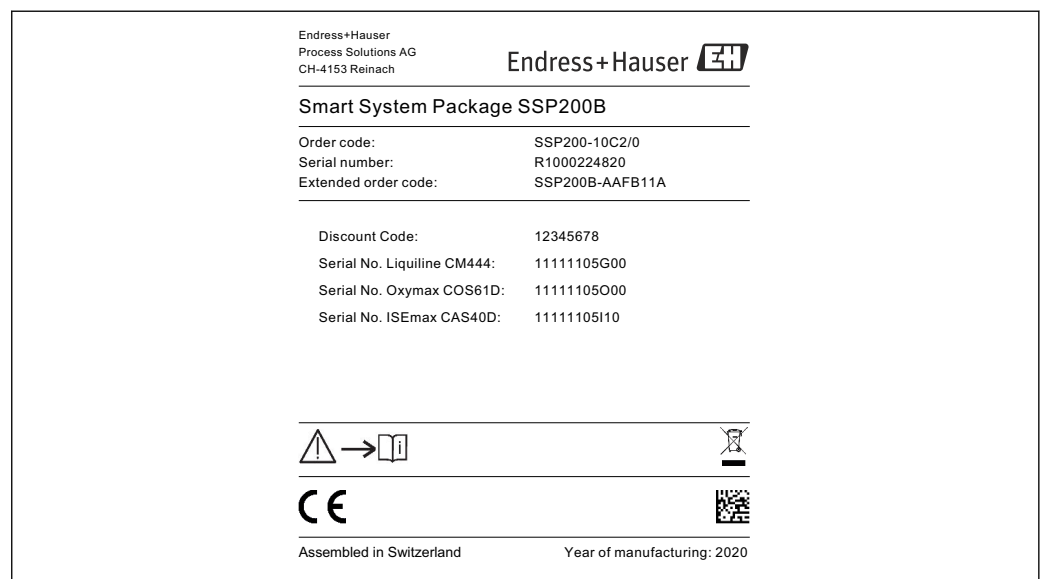 Endress+Hauser
Process Solutions AG
CH-4153 Reinach
Endress+Hauser EH
Smart System Package SSP200B
Order code: SSP200-10C2/0
Serial number: R1000224820
Extended order code: SSP200B-AAFB11A
Discount Code: 12345678
Serial No. Liquiline CM444: 11111105G00
Serial No. Oxymax COS61D: 11111105O00
Serial No. ISEmax CAS40D: 11111105I10
i
CE
Assembled in Switzerland Year of manufacturing: 2020